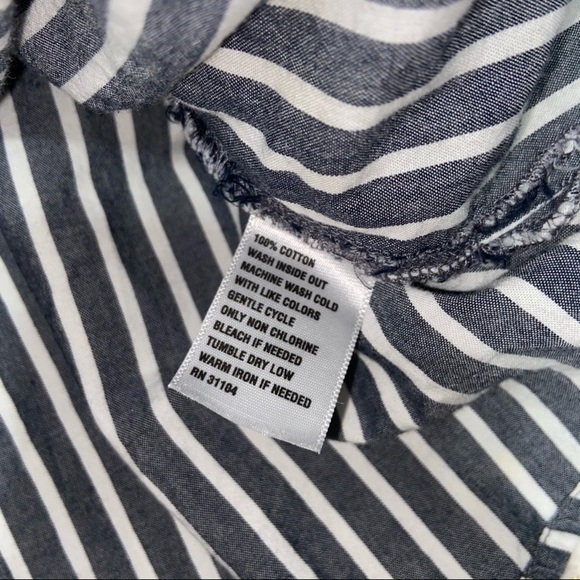 100% COTTON
WASH INSIDE OUT
MACHINE WASH COLD
WITH LIKE COLORS
GENTLE CYCLE
ONLY NON CHLORINE
BLEACH IF NEEDED
TUMBLE DRY LOW
WARM IRON IF NEEDED
RN 31104